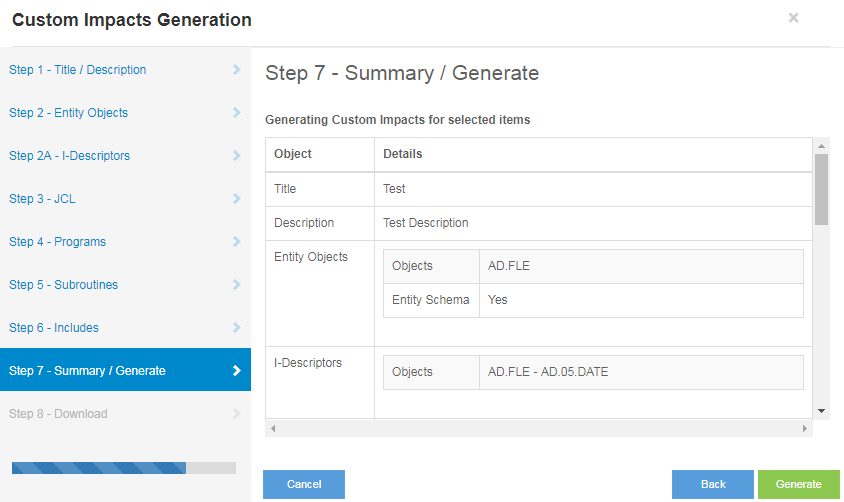 Custom Impacts Generation
×
Step 1 - Title / Description
Step 2 - Entity Objects
Step 2A - I-Descriptors
Step 3 - JCL
Step 4 - Programs
Step 5 - Subroutines
Step 6 - Includes
Step 7 - Summary / Generate
Step 8 - Download
Step 7 - Summary / Generate
Generating Custom Impacts for selected items
Object Details
Title Test
Description Test Description
Entity Objects
Objects AD.FLE
Entity Schema Yes
I-Descriptors
Objects AD.FLE - AD.05.DATE
Cancel Back Generate